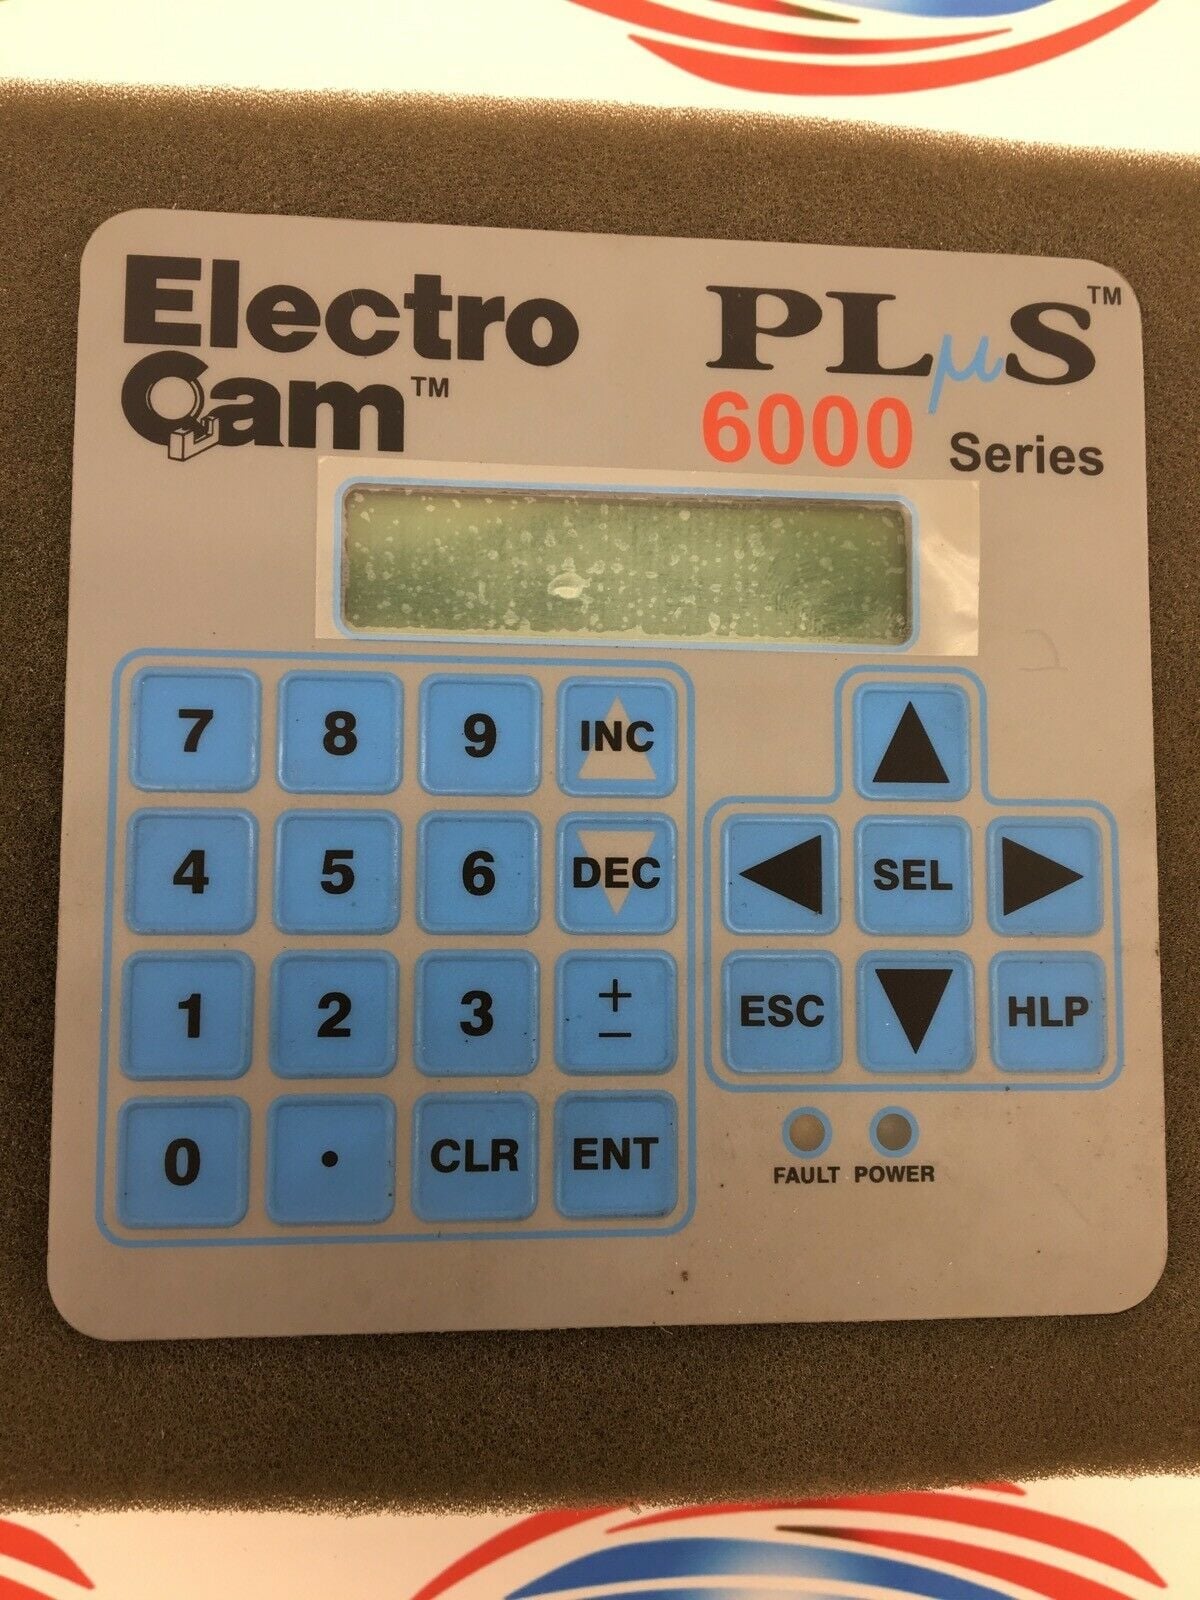 Electro
Cam™
PLµS™
6000 Series
7 8 9 INC
4 5 6 DEC SEL
1 2 3 + − ESC HLP
0 . CLR ENT
FAULT POWER